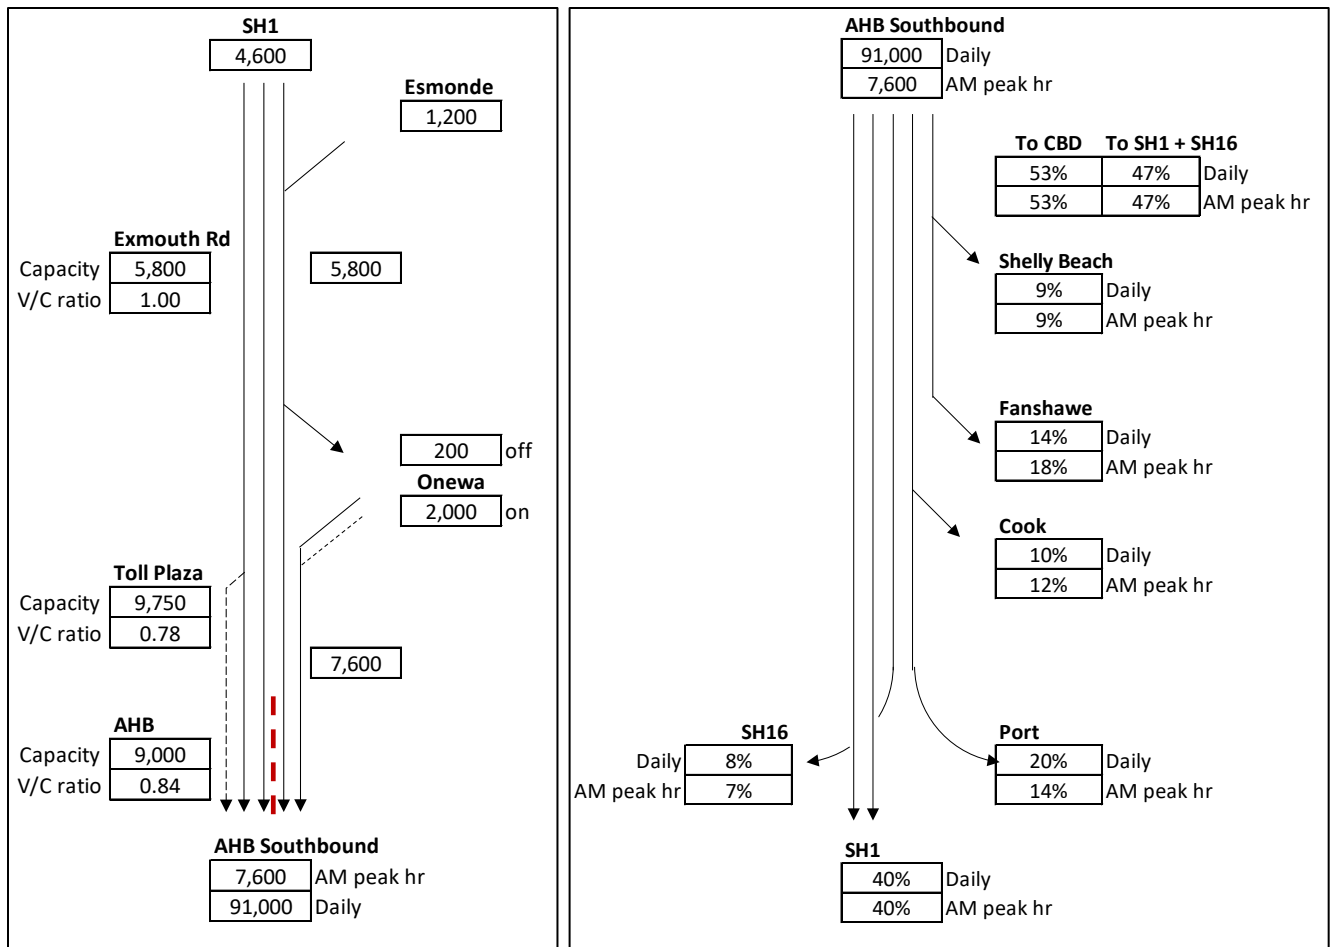 SH1
4,600
Esmonde
1,200
Exmouth Rd
Capacity 5,800 5,800
V/C ratio 1.00
200 off
Onewa
2,000 on
Toll Plaza
Capacity 9,750
V/C ratio 0.78
7,600
AHB
Capacity 9,000
V/C ratio 0.84
AHB Southbound
7,600 AM peak hr
91,000 Daily
AHB Southbound
91,000 Daily
7,600 AM peak hr
To CBD To SH1 + SH16
53% 47% Daily
53% 47% AM peak hr
Shelly Beach
9% Daily
9% AM peak hr
Fanshawe
14% Daily
18% AM peak hr
Cook
10% Daily
12% AM peak hr
SH16
Daily 8%
AM peak hr 7%
Port
20% Daily
14% AM peak hr
SH1
40% Daily
40% AM peak hr